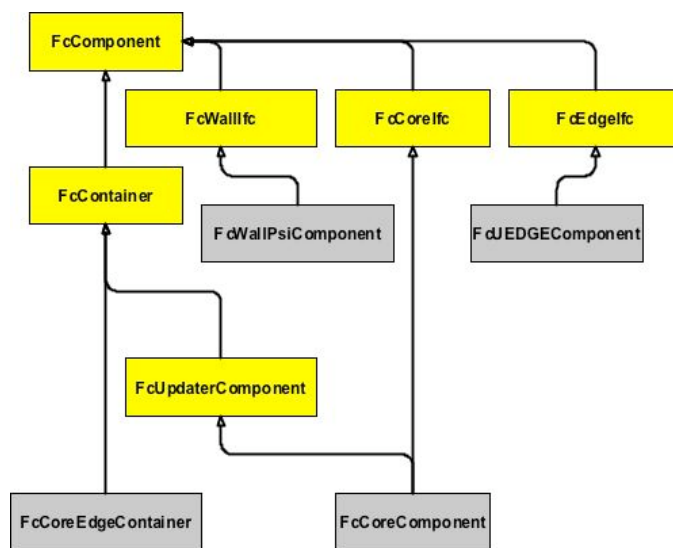 FcComponent
FcWallIfc
FcCoreIfc
FcEdgeIfc
FcContainer
FcWallPsiComponent
FcUEDGEComponent
FcUpdaterComponent
FcCoreEdgeContainer
FcCoreComponent